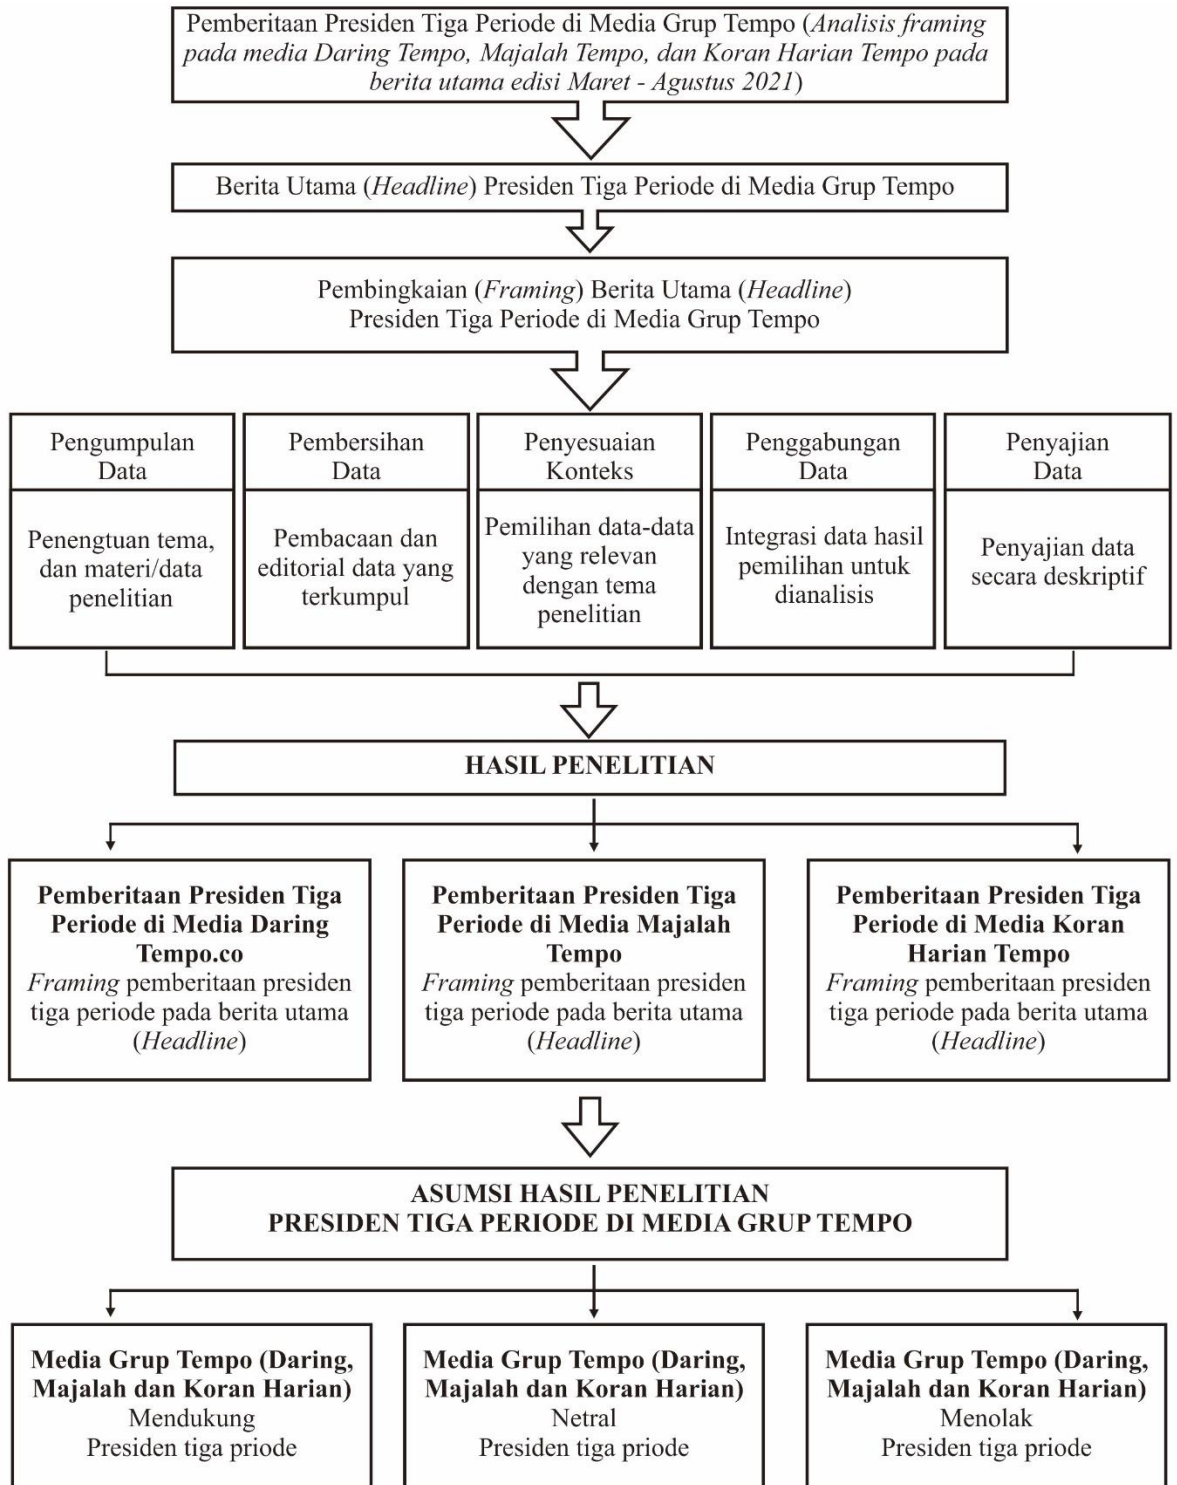 Pemberitaan Presiden Tiga Periode di Media Grup Tempo (Analisis framing
pada media Daring Tempo, Majalah Tempo, dan Koran Harian Tempo pada
berita utama edisi Maret - Agustus 2021)
Berita Utama (Headline) Presiden Tiga Periode di Media Grup Tempo
Pembingkaian (Framing) Berita Utama (Headline)
Presiden Tiga Periode di Media Grup Tempo
Pengumpulan
Data
Penengtuan tema,
dan materi/data
penelitian
Pembersihan
Data
Pembacaan dan
editorial data yang
terkumpul
Penyesuaian
Konteks
Pemilihan data-data
yang relevan
dengan tema
penelitian
Penggabungan
Data
Integrasi data hasil
pemilihan untuk
dianalisis
Penyajian
Data
Penyajian data
secara deskriptif
HASIL PENELITIAN
Pemberitaan Presiden Tiga
Periode di Media Daring
Tempo.co
Framing pemberitaan presiden
tiga periode pada berita utama
(Headline)
Pemberitaan Presiden Tiga
Periode di Media Majalah
Tempo
Framing pemberitaan presiden
tiga periode pada berita utama
(Headline)
Pemberitaan Presiden Tiga
Periode di Media Koran
Harian Tempo
Framing pemberitaan presiden
tiga periode pada berita utama
(Headline)
ASUMSI HASIL PENELITIAN
PRESIDEN TIGA PERIODE DI MEDIA GRUP TEMPO
Media Grup Tempo (Daring,
Majalah dan Koran Harian)
Mendukung
Presiden tiga priode
Media Grup Tempo (Daring,
Majalah dan Koran Harian)
Netral
Presiden tiga priode
Media Grup Tempo (Daring,
Majalah dan Koran Harian)
Menolak
Presiden tiga priode